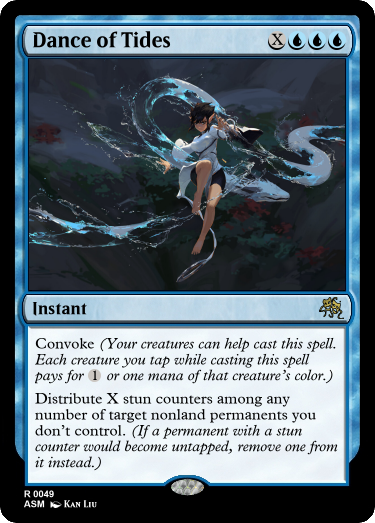 Dance of Tides X
Instant
Convoke (Your creatures can help cast this spell.
Each creature you tap while casting this spell
pays for 1 or one mana of that creature's color.)
Distribute X stun counters among any
number of target nonland permanents you
don't control. (If a permanent with a stun
counter would become untapped, remove one from
it instead.)
R 0049
ASM Kan Liu